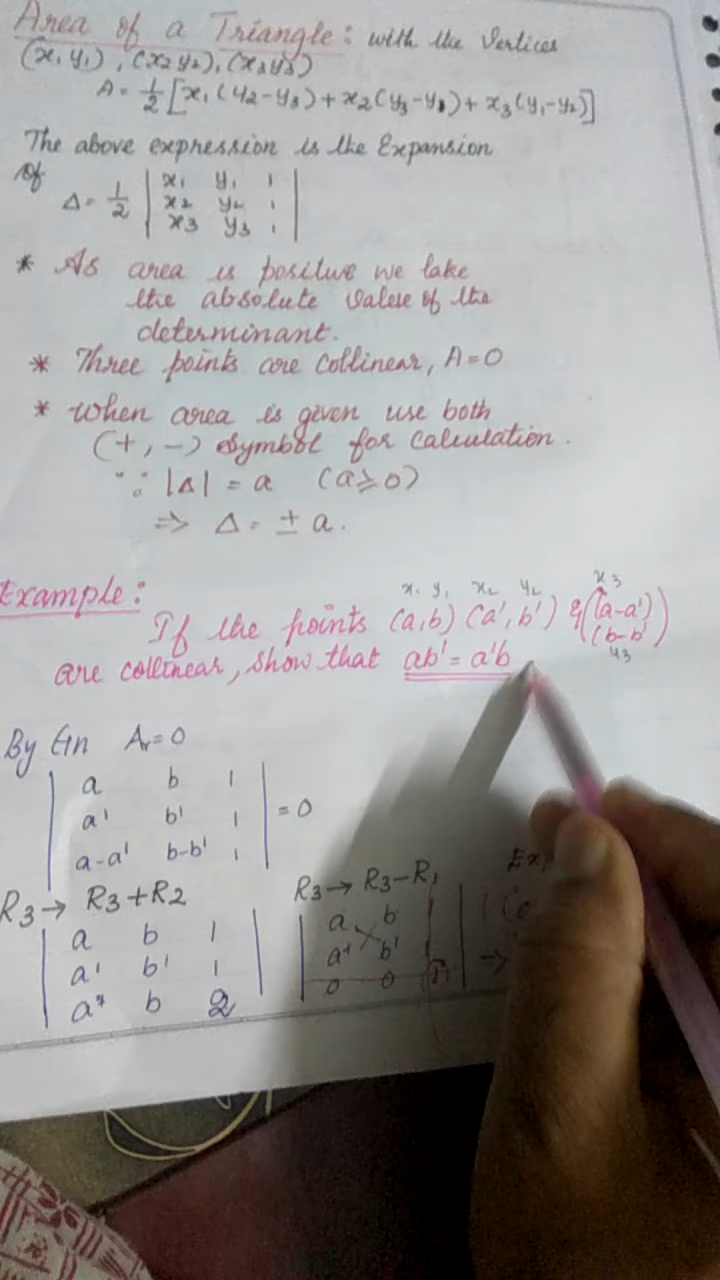 Area of a Triangle: with the vertices
(x1 y1), (x2 y2), (x3 y3)
A = 1/2 [x1 (y2-y3) + x2 (y3-y1) + x3 (y1-y2)]
The above expression is the Expansion
of
Δ = 1/2 | x1 y1 1 |
| x2 y2 1 |
| x3 y3 1 |
* As area is positive we take
the absolute value of the
determinant.
* Three points are collinear, A=0
* when area is given use both
(+, -) symbol for calculation.
∵ |Δ| = a (a ≥ 0)
⇒ Δ = ± a.
x1 y1 x2 y2 x3
Example:
If the points (a,b) (a', b') & ((a-a')
(b-b'))
y3
are collinear, show that ab' = a'b
By Gn Ar = 0
| a b 1 |
| a' b' 1 | = 0
| a-a' b-b' 1 |
R3 → R3+R2
| a b 1 |
| a' b' 1 |
| a b 2 |
R3 → R3-R1
| a b 1 |
| a' b' 1 |
| 0 0 1 |